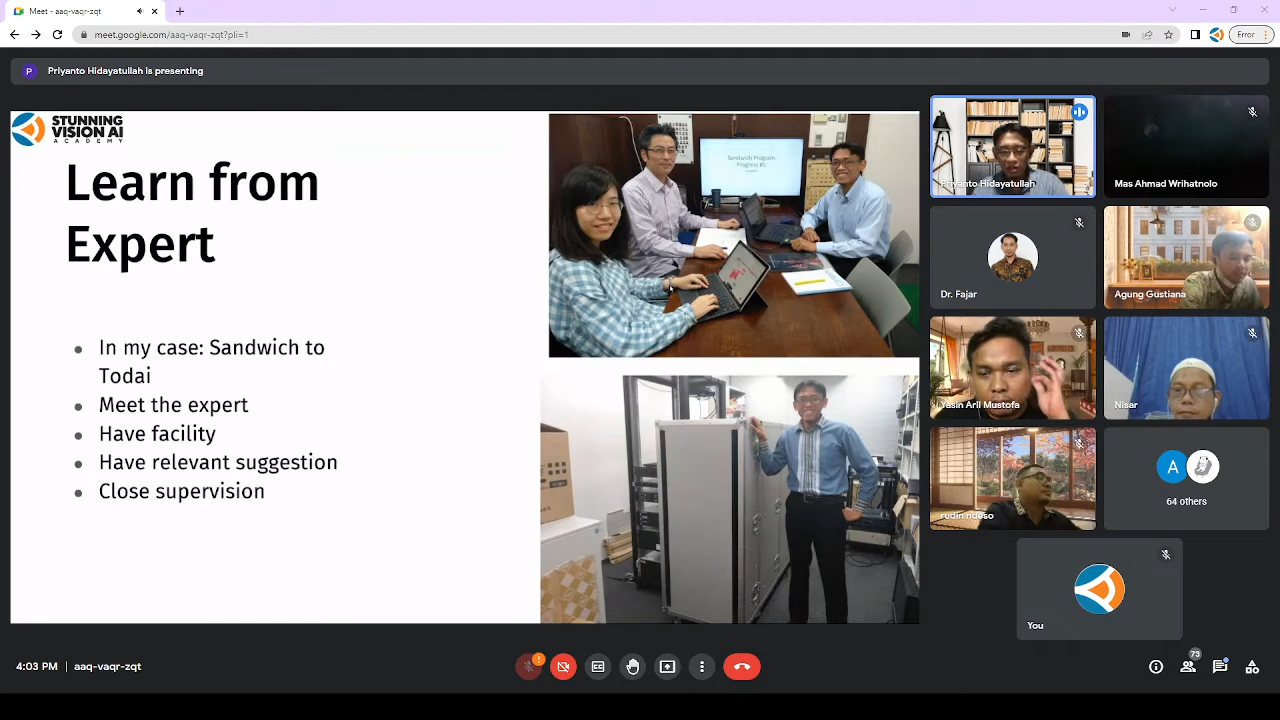 Meet - aaq-vaqr-zqt
meet.google.com/aaq-vaqr-zqt?pli=1
Error
P
Priyanto Hidayatullah is presenting
STUNNING
VISION AI
ACADEMY
Learn from
Expert
In my case: Sandwich to
Todai
Meet the expert
Have facility
Have relevant suggestion
Close supervision
Sandwich Program
Progress #5
Priyanto Hidayatullah
Mas Ahmad Wrihatnolo
Dr. Fajar
Agung Gustiana
Yasin Aril Mustofa
Nisar
rudin ndeso
A
64 others
You
4:03 PM
aaq-vaqr-zqt
73